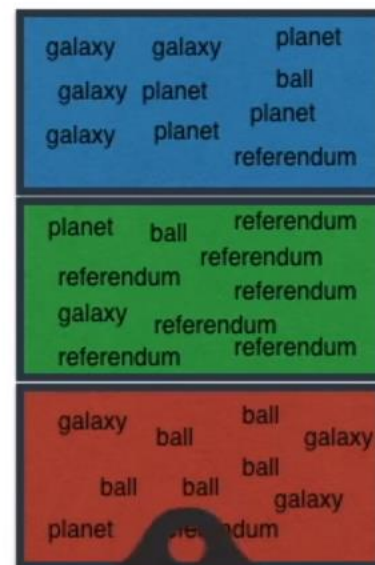 galaxy galaxy planet
galaxy planet ball
galaxy planet planet
referendum
planet ball referendum
referendum
referendum referendum
galaxy referendum
referendum referendum
galaxy ball ball
galaxy
ball ball ball
galaxy
planet